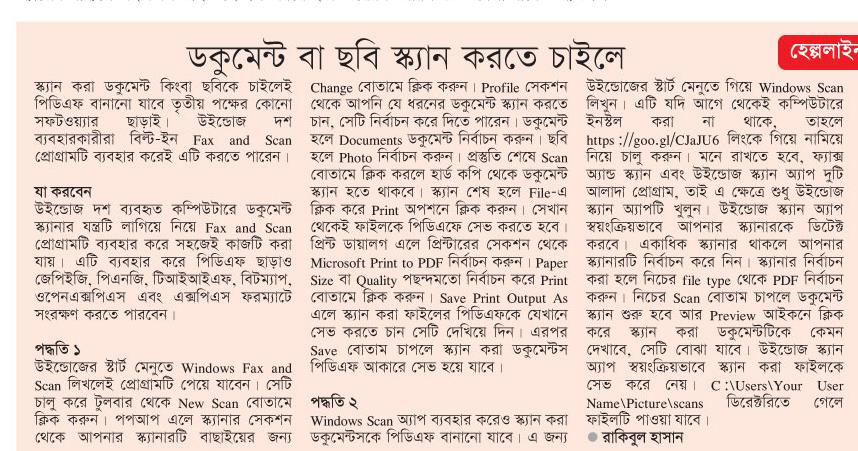 ডকুমেন্ট বা ছবি স্ক্যান করতে চাইলে
হেল্পলাইন
স্ক্যান করা ডকুমেন্ট কিংবা ছবিকে চাইলেই
পিডিএফ বানানো যাবে তৃতীয় পক্ষের কোনো
সফটওয়্যার ছাড়াই। উইন্ডোজ দশ
ব্যবহারকারীরা বিল্ট-ইন Fax and Scan
প্রোগ্রামটি ব্যবহার করেই এটি করতে পারেন।
যা করবেন
উইন্ডোজ দশ ব্যবহৃত কম্পিউটারে ডকুমেন্ট
স্ক্যানার যন্ত্রটি লাগিয়ে নিয়ে Fax and Scan
প্রোগ্রামটি ব্যবহার করে সহজেই কাজটি করা
যায়। এটি ব্যবহার করে পিডিএফ ছাড়াও
জেপিইজি, পিএনজি, টিআইআইএফ, বিটম্যাপ,
ওপেনএক্সপিএস এবং এক্সপিএস ফরম্যাটে
সংরক্ষণ করতে পারবেন।
পদ্ধতি ১
উইন্ডোজের স্টার্ট মেনুতে Windows Fax and
Scan লিখলেই প্রোগ্রামটি পেয়ে যাবেন। সেটি
চালু করে টুলবার থেকে New Scan বোতামে
ক্লিক করুন। পপআপ এলে স্ক্যানার সেকশন
থেকে আপনার স্ক্যানারটি বাছাইয়ের জন্য
Change বোতামে ক্লিক করুন। Profile সেকশন
থেকে আপনি যে ধরনের ডকুমেন্ট স্ক্যান করতে
চান, সেটি নির্বাচন করে দিতে পারেন। ডকুমেন্ট
হলে Documents ডকুমেন্ট নির্বাচন করুন। ছবি
হলে Photo নির্বাচন করুন। প্রস্তুতি শেষে Scan
বোতামে ক্লিক করলে হার্ড কপি থেকে ডকুমেন্ট
স্ক্যান হতে থাকবে। স্ক্যান শেষ হলে File-এ
ক্লিক করে Print অপশনে ক্লিক করুন। সেখান
থেকেই ফাইলকে পিডিএফে সেভ করতে হবে।
প্রিন্ট ডায়ালগ এলে প্রিন্টারের সেকশন থেকে
Microsoft Print to PDF নির্বাচন করুন। Paper
Size বা Quality পছন্দমতো নির্বাচন করে Print
বোতামে ক্লিক করুন। Save Print Output As
এলে স্ক্যান করা ফাইলের পিডিএফকে যেখানে
সেভ করতে চান সেটি দেখিয়ে দিন। এরপর
Save বোতাম চাপলে স্ক্যান করা ডকুমেন্টস
পিডিএফ আকারে সেভ হয়ে যাবে।
পদ্ধতি ২
Windows Scan অ্যাপ ব্যবহার করেও স্ক্যান করা
ডকুমেন্টসকে পিডিএফ বানানো যাবে। এ জন্য
উইন্ডোজের স্টার্ট মেনুতে গিয়ে Windows Scan
লিখুন। এটি যদি আগে থেকেই কম্পিউটারে
ইনস্টল করা না থাকে, তাহলে
https ://goo.gl/CJaJU6 লিংকে গিয়ে নামিয়ে
নিয়ে চালু করুন। মনে রাখতে হবে, ফ্যাক্স
অ্যান্ড স্ক্যান এবং উইন্ডোজ স্ক্যান অ্যাপ দুটি
আলাদা প্রোগ্রাম, তাই এ ক্ষেত্রে শুধু উইন্ডোজ
স্ক্যান অ্যাপটি খুলুন। উইন্ডোজ স্ক্যান অ্যাপ
স্বয়ংক্রিয়ভাবে আপনার স্ক্যানারকে ডিটেক্ট
করবে। একাধিক স্ক্যানার থাকলে আপনার
স্ক্যানারটি নির্বাচন করে নিন। স্ক্যানার নির্বাচন
করা হলে নিচের file type থেকে PDF নির্বাচন
করুন। নিচের Scan বোতাম চাপলে ডকুমেন্ট
স্ক্যান শুরু হবে আর Preview আইকনে ক্লিক
করে স্ক্যান করা ডকুমেন্টটিকে কেমন
দেখাবে, সেটি বোঝা যাবে। উইন্ডোজ স্ক্যান
অ্যাপ স্বয়ংক্রিয়ভাবে স্ক্যান করা ফাইলকে
সেভ করে নেয়। C :\Users\Your User
Name\Picture\scans ডিরেক্টরিতে গেলে
ফাইলটি পাওয়া যাবে।
রাকিবুল হাসান